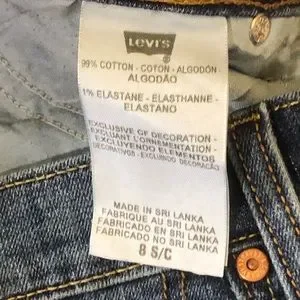 LEVI'S
99% COTTON - COTON - ALGODÓN
ALGODÃO
1% ELASTANE - ELASTHANNE -
ELASTANO
EXCLUSIVE OF DECORATION -
EXCLUANT L'ORNEMENTATION -
EXCLUYENDO ELEMENTOS
DECORATIVOS - EXCLUINDO DECORAÇÃO
MADE IN SRI LANKA
FABRIQUE AU SRI LANKA
FABRICADO EN SRI LANKA
FABRICADO NO SRI LANKA
8 S/C